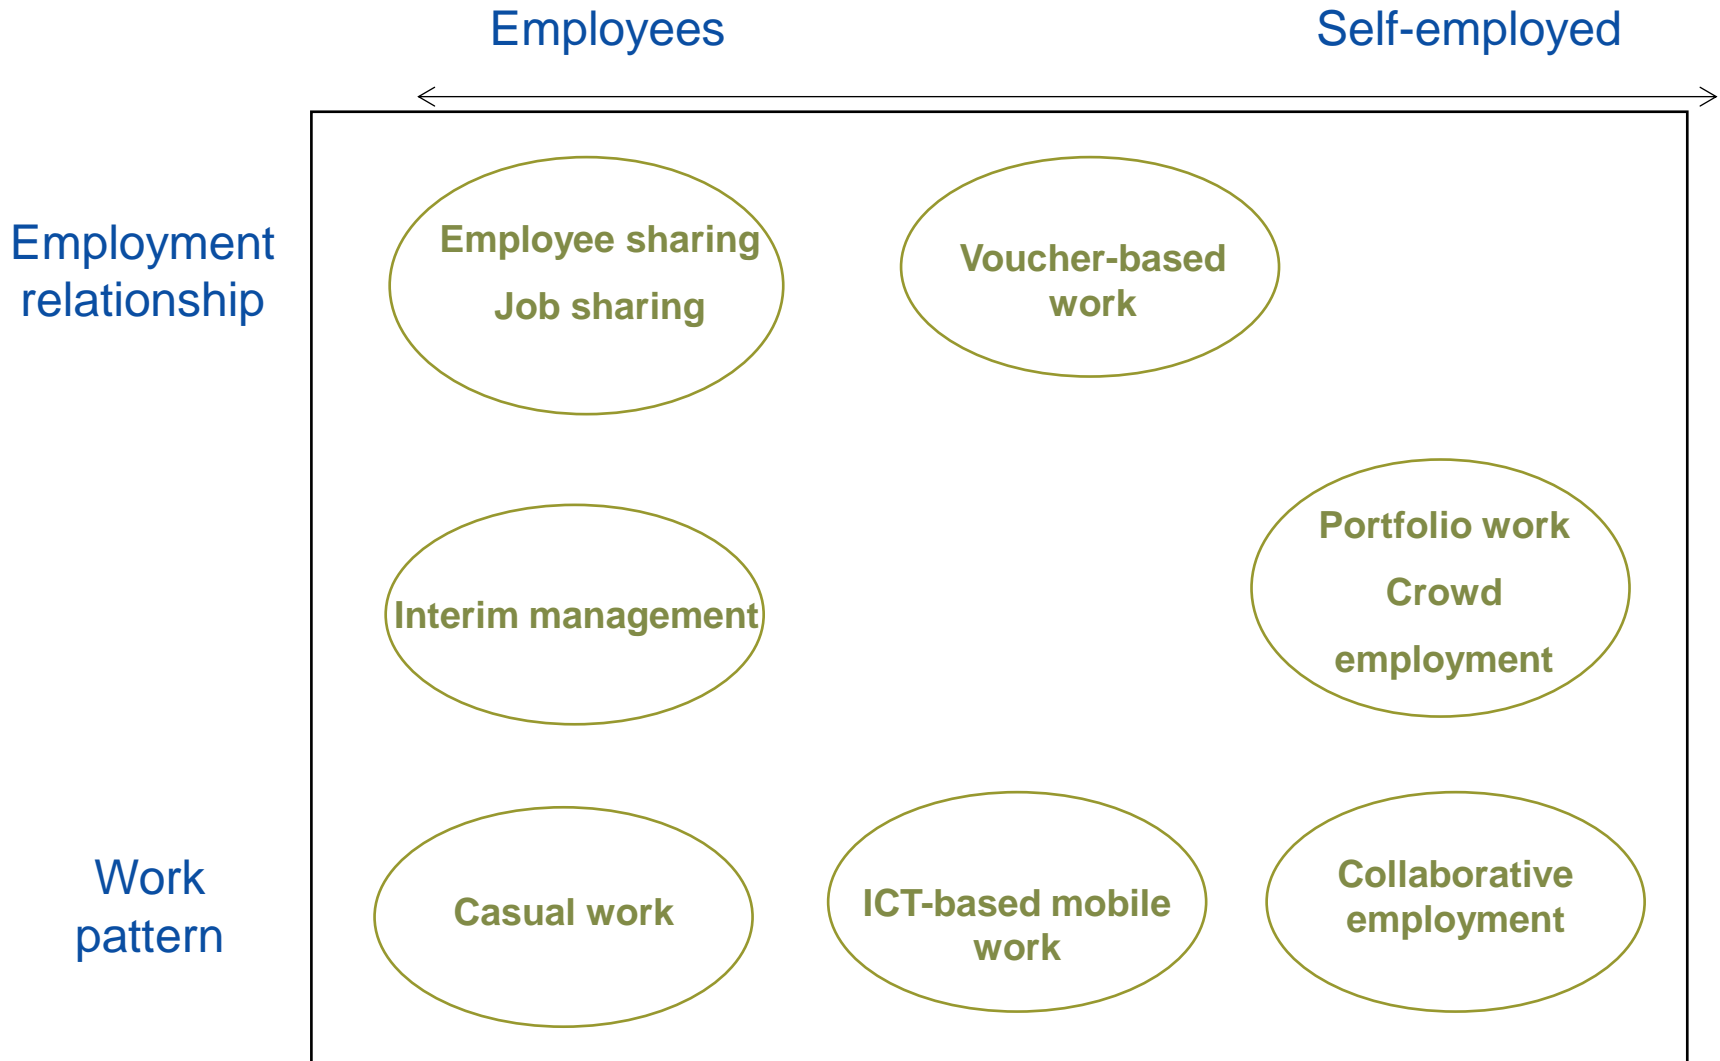 Employees
Self-employed
Employment
relationship
Employee sharing
Job sharing
Voucher-based
work
Interim management
Portfolio work
Crowd
employment
Work
pattern
Casual work
ICT-based mobile
work
Collaborative
employment